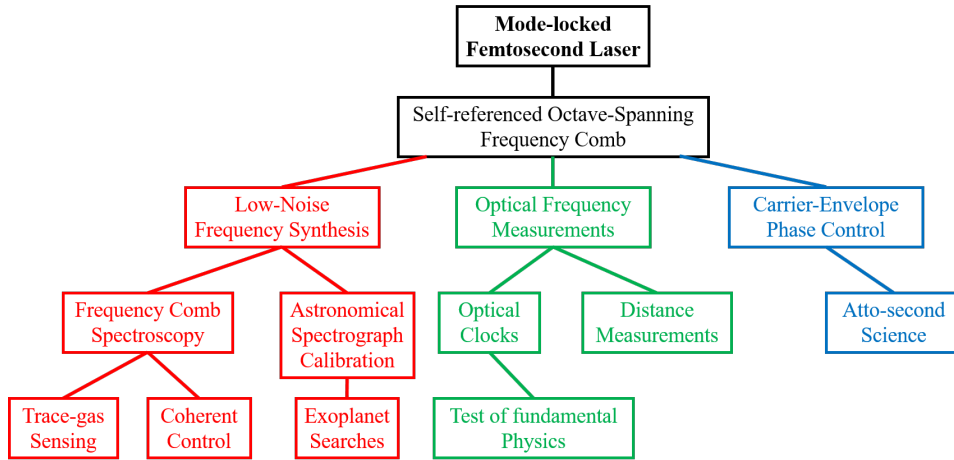 Mode-locked
Femtosecond Laser
Self-referenced Octave-Spanning
Frequency Comb
Low-Noise
Frequency Synthesis
Optical Frequency
Measurements
Carrier-Envelope
Phase Control
Frequency Comb
Spectroscopy
Astronomical
Spectrograph
Calibration
Optical
Clocks
Distance
Measurements
Atto-second
Science
Trace-gas
Sensing
Coherent
Control
Exoplanet
Searches
Test of fundamental
Physics